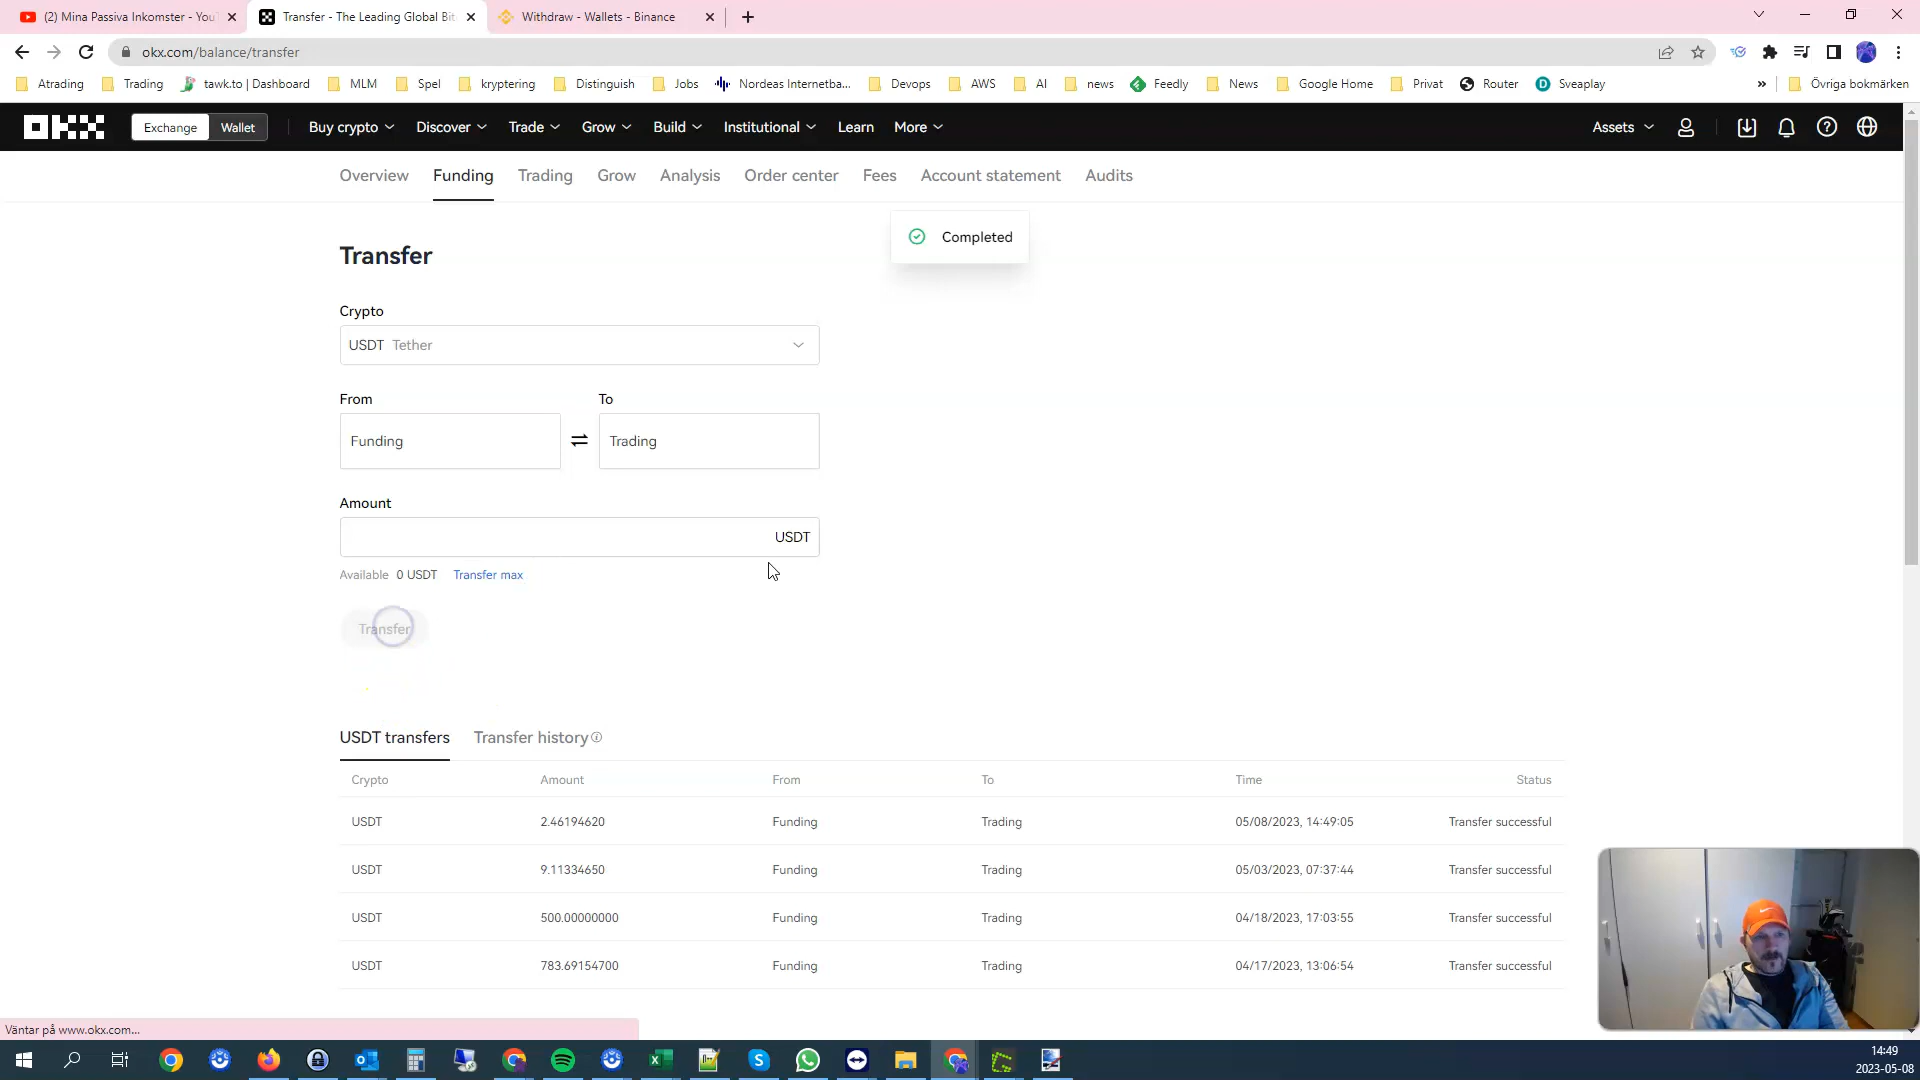 (2) Mina Passiva Inkomster - You
Transfer - The Leading Global Bit
Withdraw - Wallets - Binance
okx.com/balance/transfer
Atrading
Trading
tawk.to | Dashboard
MLM
Spel
kryptering
Distinguish
Jobs
Nordeas Internetba...
Devops
AWS
AI
news
Feedly
News
Google Home
Privat
Router
Sveaplay
Övriga bokmärken
OKX
Exchange
Wallet
Buy crypto
Discover
Trade
Grow
Build
Institutional
Learn
More
Assets
Overview
Funding
Trading
Grow
Analysis
Order center
Fees
Account statement
Audits
Completed
Transfer
Crypto
USDT Tether
From
To
Funding
Trading
Amount
USDT
Available 0 USDT Transfer max
Transfer
USDT transfers
Transfer history
Crypto Amount From To Time Status
USDT 2.46194620 Funding Trading 05/08/2023, 14:49:05 Transfer successful
USDT 9.11334650 Funding Trading 05/03/2023, 07:37:44 Transfer successful
USDT 500.00000000 Funding Trading 04/18/2023, 17:03:55 Transfer successful
USDT 783.69154700 Funding Trading 04/17/2023, 13:06:54 Transfer successful
Väntar på www.okx.com...
14:49
2023-05-08